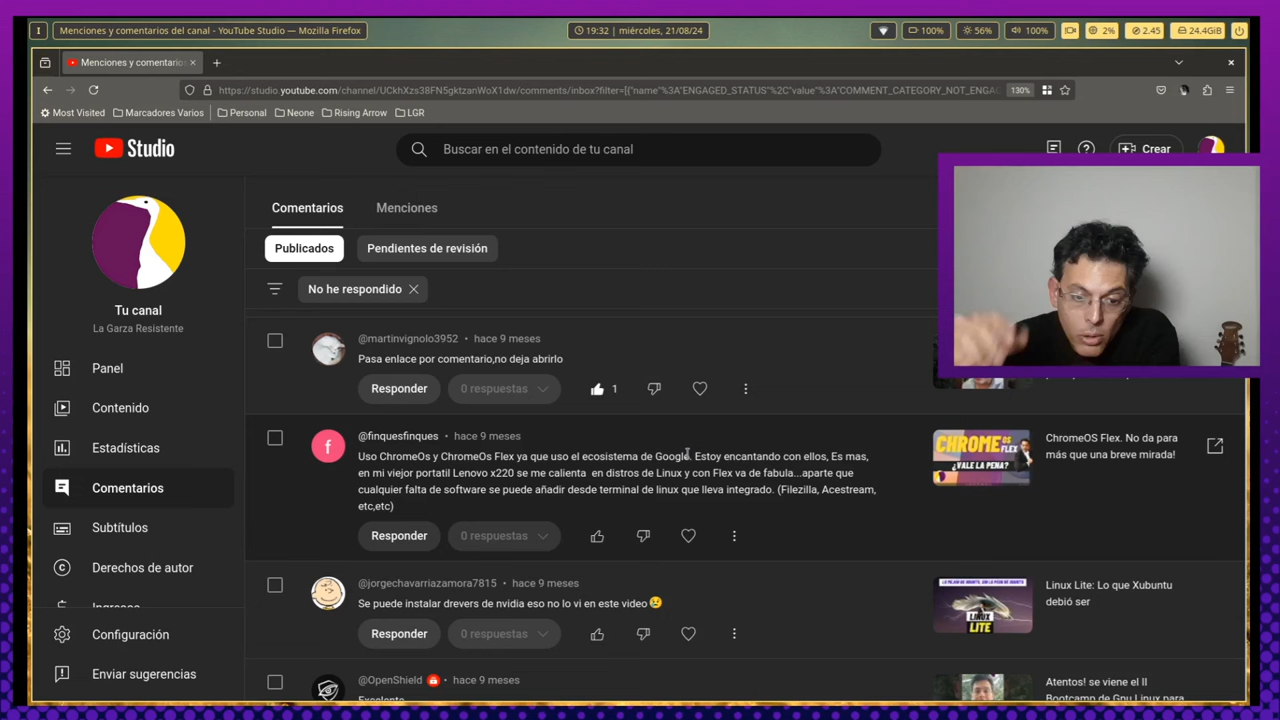 I
Menciones y comentarios del canal - YouTube Studio — Mozilla Firefox
19:32 | miércoles, 21/08/24
100%
56%
100%
2%
2.45
24.4GiB
Menciones y comentario
https://studio.youtube.com/channel/UCkhXzs38FN5gktzanWoX1dw/comments/inbox?filter=[{"name"%3A"ENGAGED_STATUS"%2C"value"%3A"COMMENT_CATEGORY_NOT_ENGA
130%
Most Visited
Marcadores Varios
Personal
Neone
Rising Arrow
LGR
Studio
Buscar en el contenido de tu canal
Crear
Tu canal
La Garza Resistente
Panel
Contenido
Estadísticas
Comentarios
Subtítulos
Derechos de autor
Ingresos
Configuración
Enviar sugerencias
Comentarios
Menciones
Publicados
Pendientes de revisión
No he respondido
@martinvignolo3952 • hace 9 meses
Pasa enlace por comentario,no deja abrirlo
Responder
0 respuestas
1
f
@finquesfinques • hace 9 meses
Uso ChromeOs y ChromeOs Flex ya que uso el ecosistema de Google. Estoy encantando con ellos, Es mas,
en mi viejor portatil Lenovo x220 se me calienta en distros de Linux y con Flex va de fabula...aparte que
cualquier falta de software se puede añadir desde terminal de linux que lleva integrado. (Filezilla, Acestream,
etc,etc)
Responder
0 respuestas
CHROME OS FLEX
¿VALE LA PENA?
ChromeOS Flex. No da para
más que una breve mirada!
@jorgechavarriazamora7815 • hace 12 meses
Se puede instalar drevers de nvidia eso no lo vi en este video😥
Responder
0 respuestas
LINUX
LITE
Linux Lite: Lo que Xubuntu
debió ser
@OpenShield • hace 9 meses
Excelente
Atentos! se viene el II
Bootcamp de Gnu Linux para